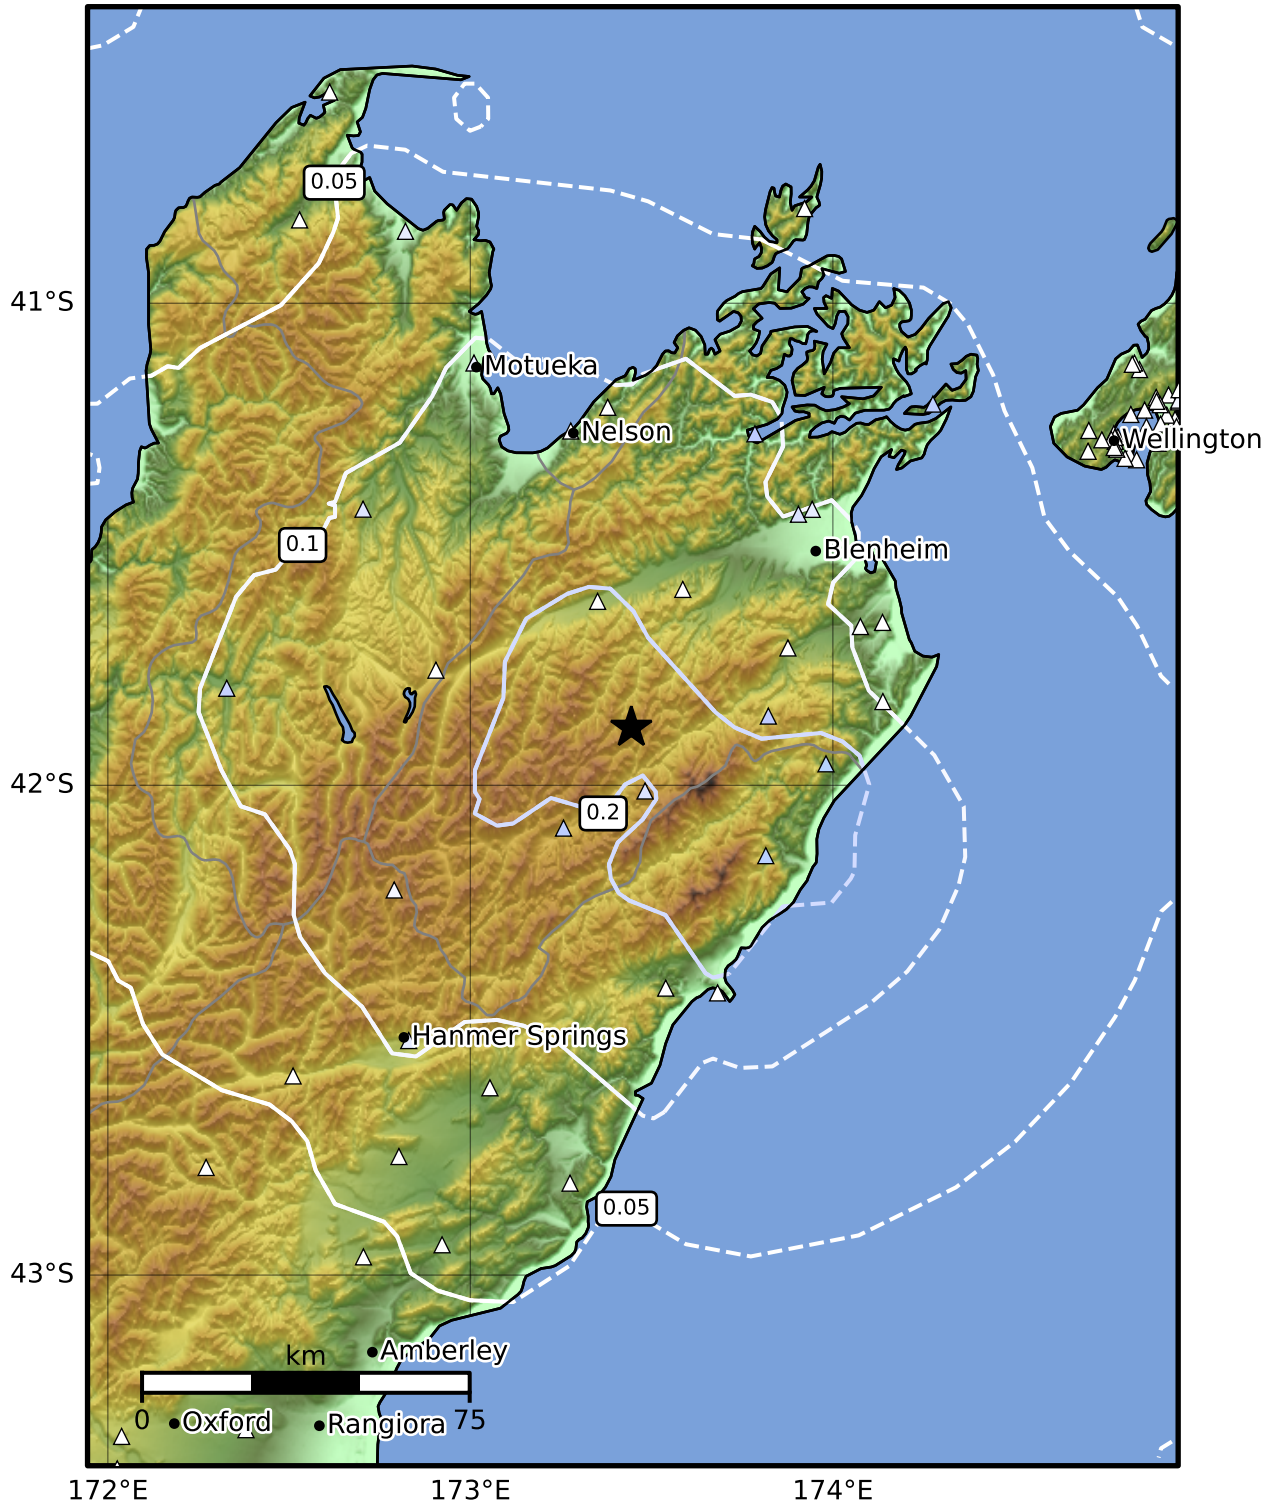 0.05
41°S
Motueka
Nelson
Wellington
0.1
Blenheim
42°S
0.2
Hanmer Springs
0.05
43°S
Amberley
km
0
75
Oxford
Rangiora
172°E
173°E
174°E